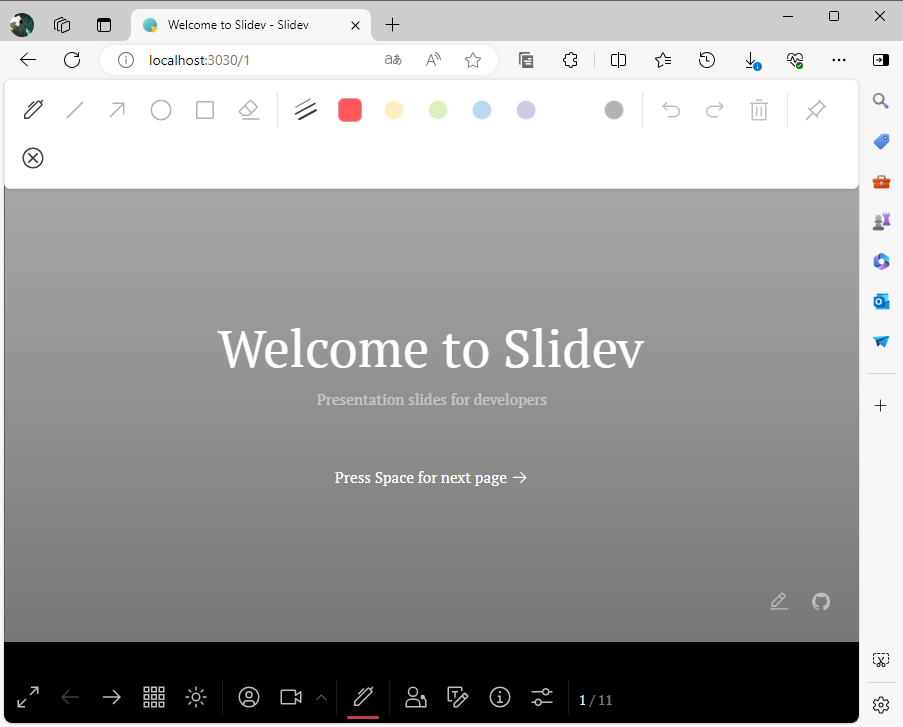 Welcome to Slidev - Slidev
localhost:3030/1
Welcome to Slidev
Presentation slides for developers
Press Space for next page →
1 / 11